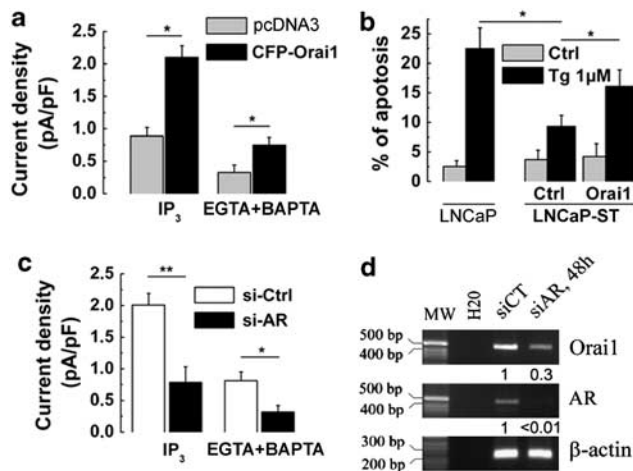 a
pcDNA3
CFP-Orai1
Current density
(pA/pF)
2.5
2.0
1.5
1.0
0.5
0.0
*
*
IP3
EGTA+BAPTA
b
% of apotosis
30
25
20
15
10
5
0
*
*
Ctrl
Tg 1µM
Ctrl
Orai1
LNCaP
LNCaP-ST
c
si-Ctrl
si-AR
Current density
(pA/pF)
2.5
2.0
1.5
1.0
0.5
0.0
**
*
IP3
EGTA+BAPTA
d
MW
H20
siCT
siAR, 48h
500 bp
400 bp
Orai1
1
0.3
500 bp
400 bp
AR
1
<0.01
300 bp
200 bp
β-actin